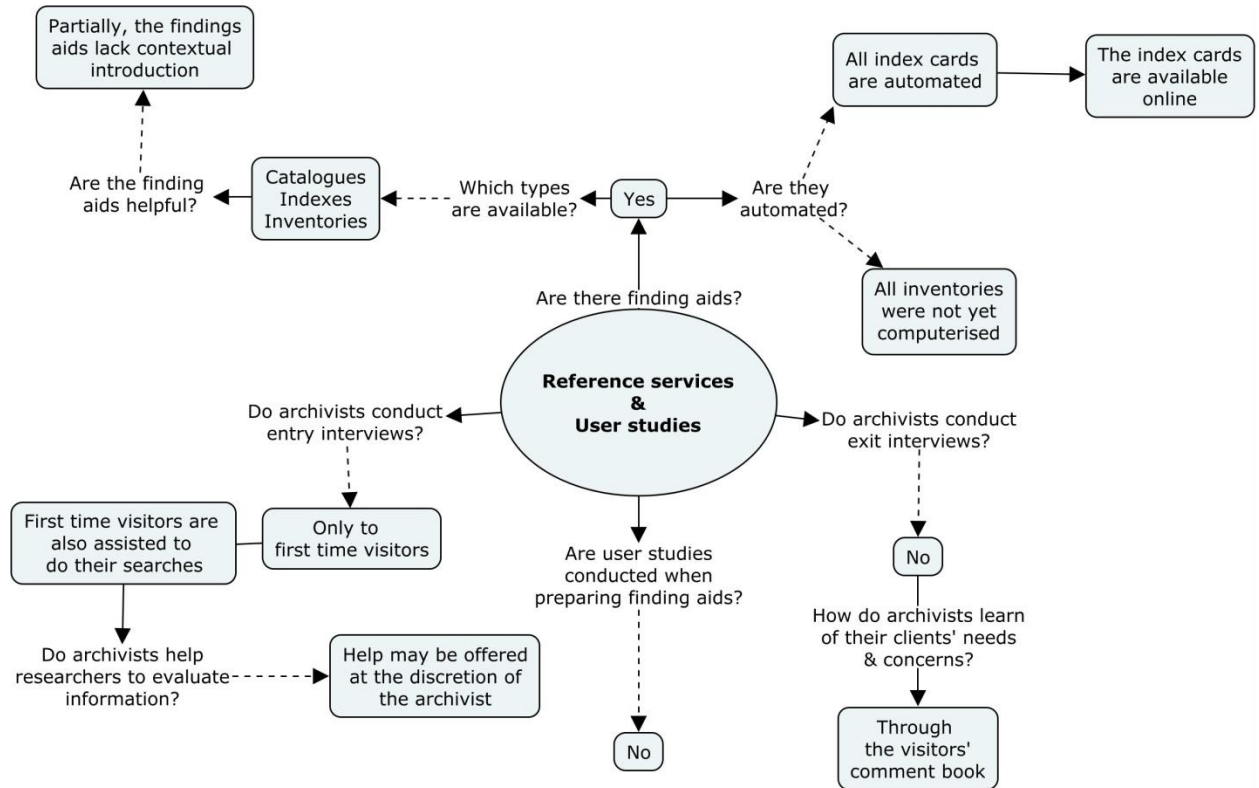 Partially, the findings
aids lack contextual
introduction
All index cards
are automated
The index cards
are available
online
Are the finding
aids helpful?
Catalogues
Indexes
Inventories
Which types
are available?
Yes
Are they
automated?
All inventories
were not yet
computerised
Are there finding aids?
Reference services
&
User studies
Do archivists conduct
entry interviews?
Do archivists conduct
exit interviews?
First time visitors are
also assisted to
do their searches
Only to
first time visitors
Are user studies
conducted when
preparing finding aids?
No
How do archivists learn
of their clients' needs
& concerns?
Do archivists help
researchers to evaluate
information?
Help may be offered
at the discretion of
the archivist
No
Through
the visitors'
comment book